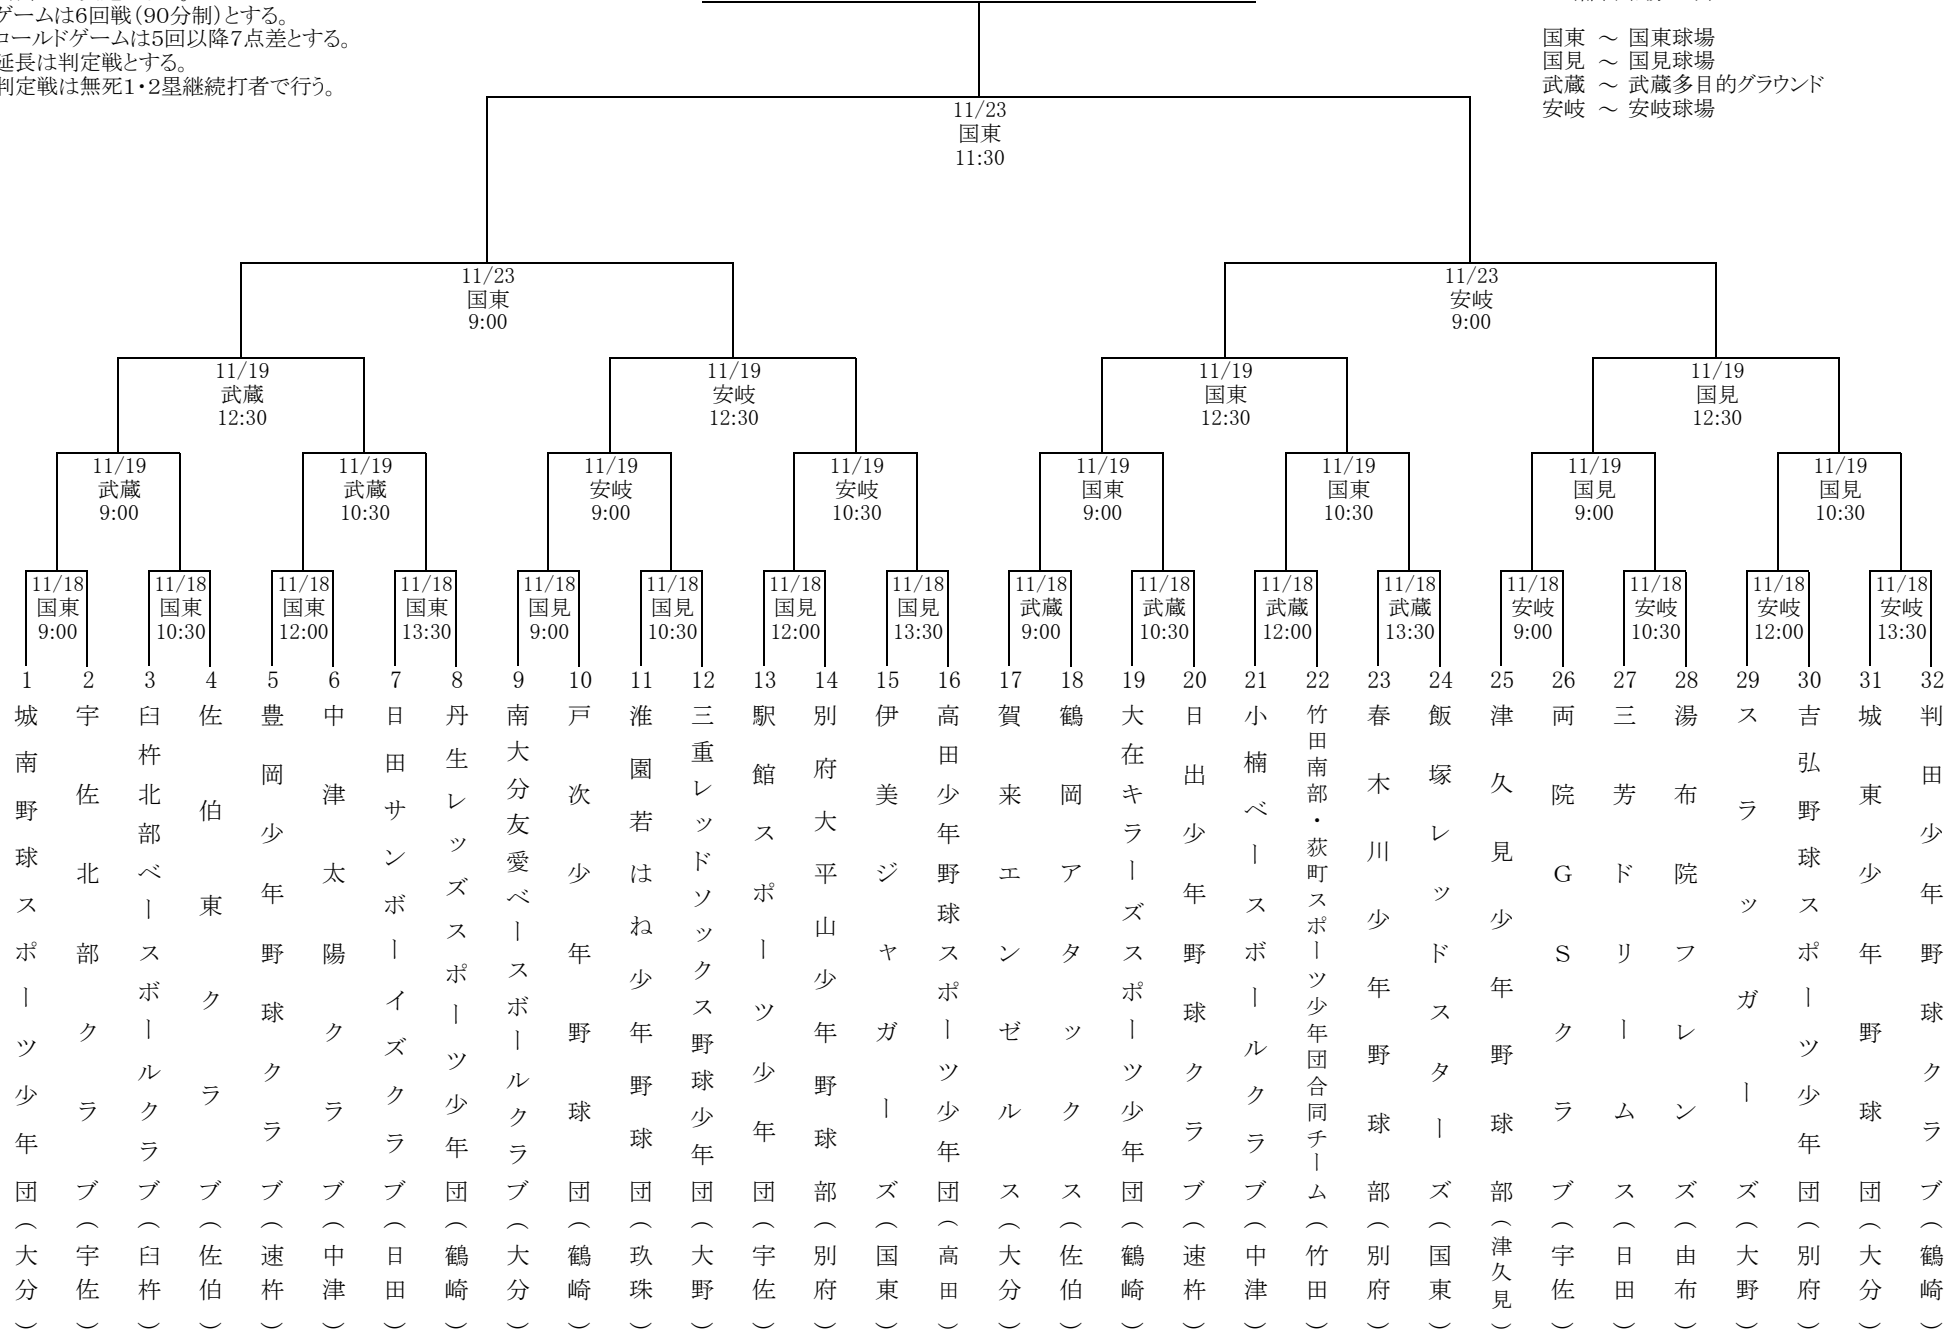 ゲームは6回戦（90分制）とする。
コールドゲームは5回以降7点差とする。
延長は判定戦とする。
判定戦は無死1・2塁継続打者で行う。
国東 ～ 国東球場
国見 ～ 国見球場
武蔵 ～ 武蔵多目的グラウンド
安岐 ～ 安岐球場
11/23
国東
11:30
11/23 11/23
国東 安岐
9:00 9:00
11/19 11/19 11/19 11/19
武蔵 安岐 国東 国見
12:30 12:30 12:30 12:30
11/19 11/19 11/19 11/19 11/19 11/19 11/19 11/19
武蔵 武蔵 安岐 安岐 国東 国東 国見 国見
9:00 10:30 9:00 10:30 9:00 10:30 9:00 10:30
11/18 11/18 11/18 11/18 11/18 11/18 11/18 11/18 11/18 11/18 11/18 11/18 11/18 11/18 11/18 11/18
国東 国東 国東 国東 国見 国見 国見 国見 武蔵 武蔵 武蔵 武蔵 安岐 安岐 安岐 安岐
9:00 10:30 12:00 13:30 9:00 10:30 12:00 13:30 9:00 10:30 12:00 13:30 9:00 10:30 12:00 13:30
1 城南野球スポーツ少年団（大分）
2 宇佐北部クラブ（宇佐）
3 臼杵北部ベースボールクラブ（臼杵）
4 佐伯東クラブ（佐伯）
5 豊岡少年野球クラブ（速杵）
6 中津太陽クラブ（中津）
7 日田サンボーイズクラブ（日田）
8 丹生レッズスポーツ少年団（鶴崎）
9 南大分友愛ベースボールクラブ（大分）
10 戸次少年野球団（鶴崎）
11 淮園若はね少年野球団（玖珠）
12 三重レッドソックス野球少年団（大野）
13 駅館スポーツ少年団（宇佐）
14 別府大平山少年野球部（別府）
15 伊美ジャガーズ（国東）
16 高田少年野球スポーツ少年団（高田）
17 賀来エンゼルス（大分）
18 鶴岡アタックス（佐伯）
19 大在キラーズスポーツ少年団（鶴崎）
20 日出少年野球クラブ（速杵）
21 小楠ベースボールクラブ（中津）
22 竹田南部・荻町スポーツ少年団合同チーム（竹田）
23 春木川少年野球部（別府）
24 飯塚レッドスターズ（国東）
25 津久見少年野球部（津久見）
26 両院GSクラブ（宇佐）
27 三芳ドリームス（日田）
28 湯布院フレンズ（由布）
29 スラッガーズ（大野）
30 吉弘野球スポーツ少年団（別府）
31 城東少年野球団（大分）
32 判田少年野球クラブ（鶴崎）